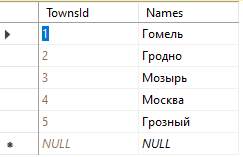 TownsId Names
1 Гомель
2 Гродно
3 Мозырь
4 Москва
5 Грозный
NULL NULL